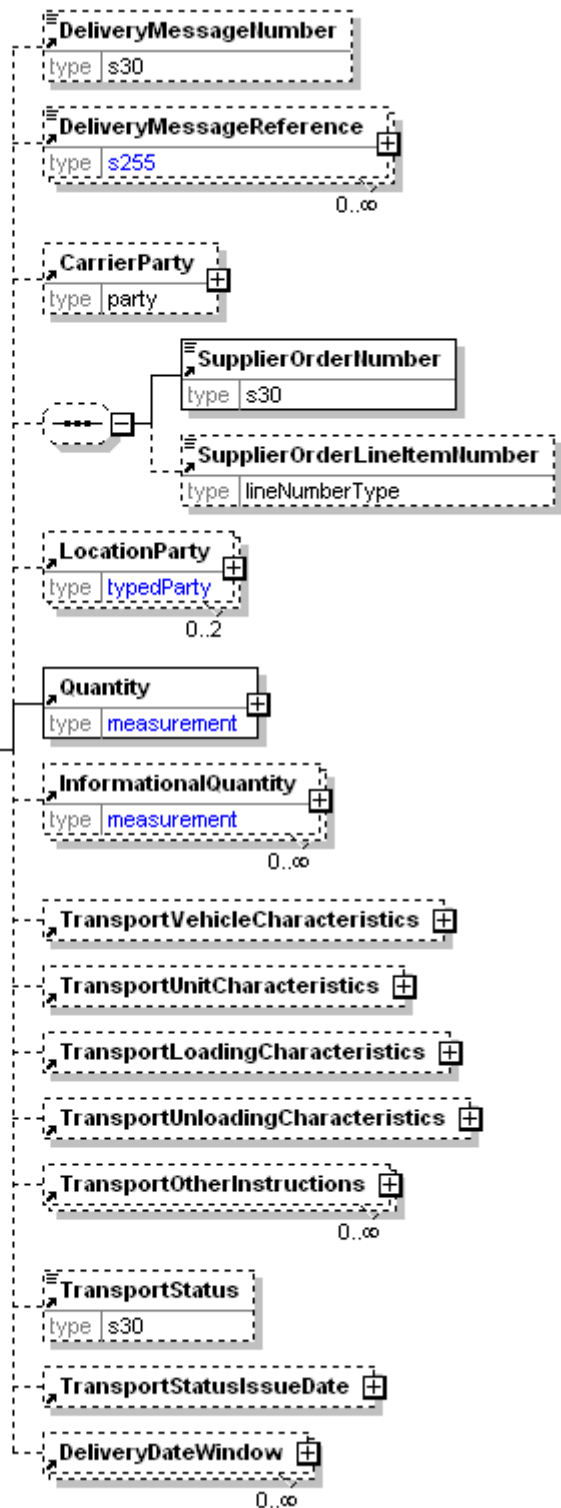 DeliveryMessageNumber
type s30
DeliveryMessageReference
type s255
0..∞
CarrierParty
type party
SupplierOrderNumber
type s30
SupplierOrderLineItemNumber
type lineNumberType
LocationParty
type typedParty
0..2
Quantity
type measurement
InformationalQuantity
type measurement
0..∞
TransportVehicleCharacteristics
TransportUnitCharacteristics
TransportLoadingCharacteristics
TransportUnloadingCharacteristics
TransportOtherInstructions
0..∞
TransportStatus
type s30
TransportStatusIssueDate
DeliveryDateWindow
0..∞